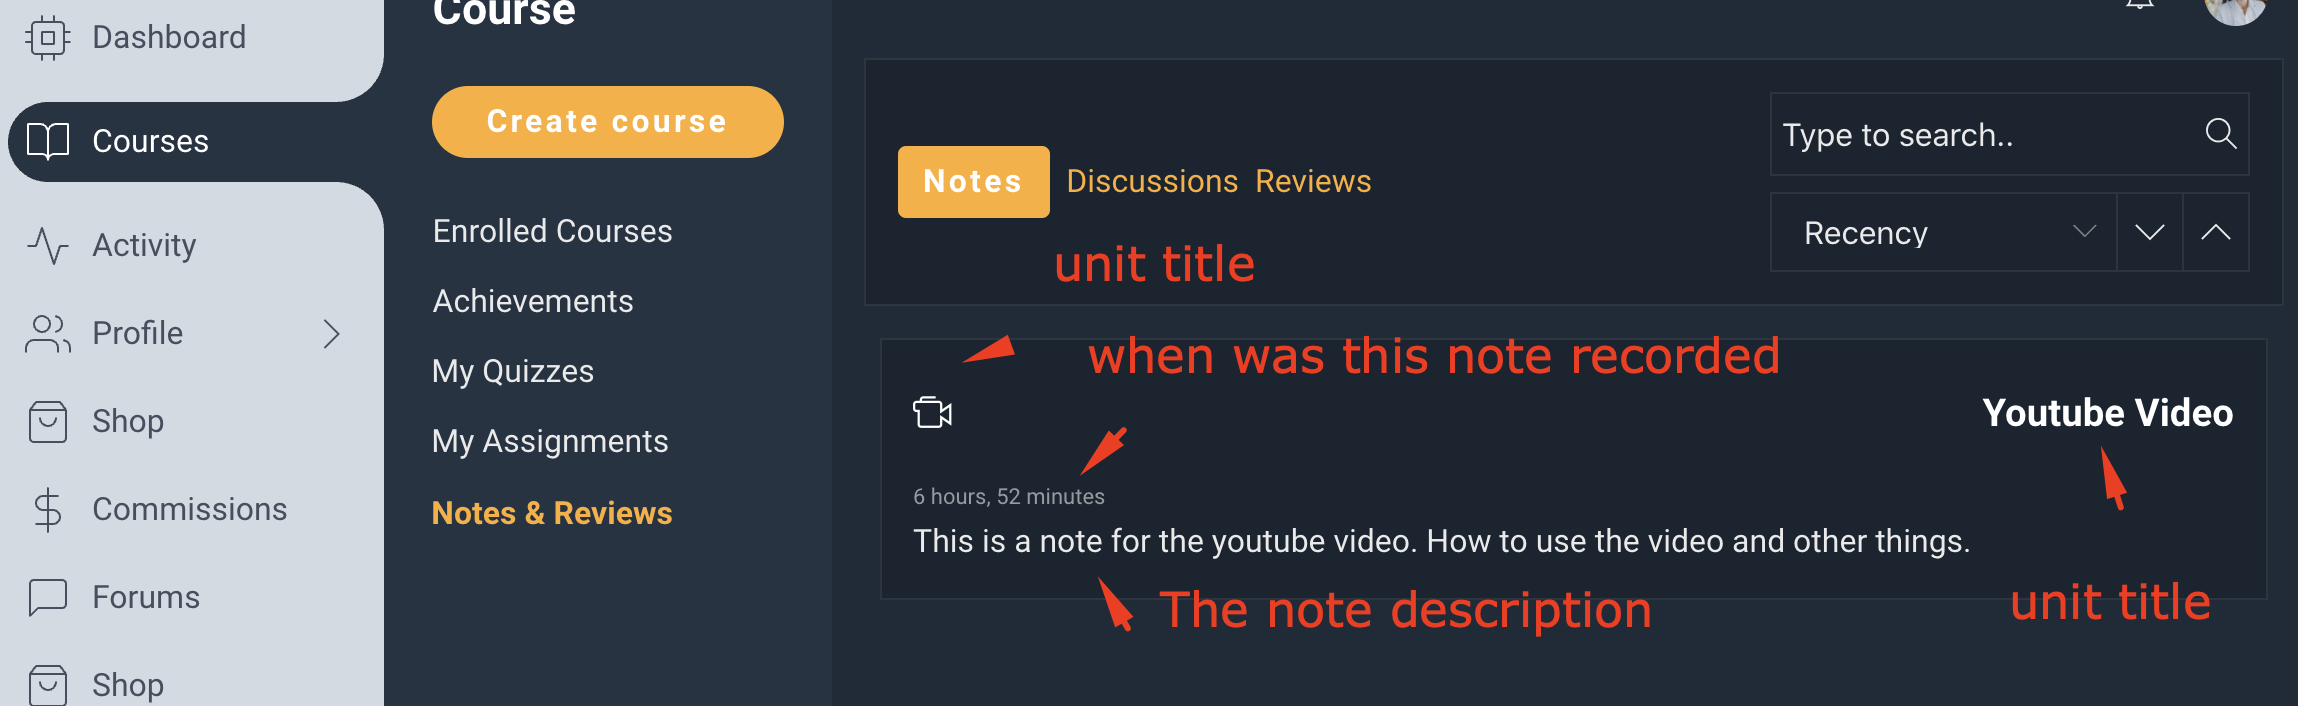 Dashboard
Courses
Activity
Profile
Shop
Commissions
Forums
Shop
Course
Create course
Enrolled Courses
Achievements
My Quizzes
My Assignments
Notes & Reviews
Type to search..
Notes Discussions Reviews
Recency
unit title
when was this note recorded
Youtube Video
6 hours, 52 minutes
This is a note for the youtube video. How to use the video and other things.
The note description
unit title